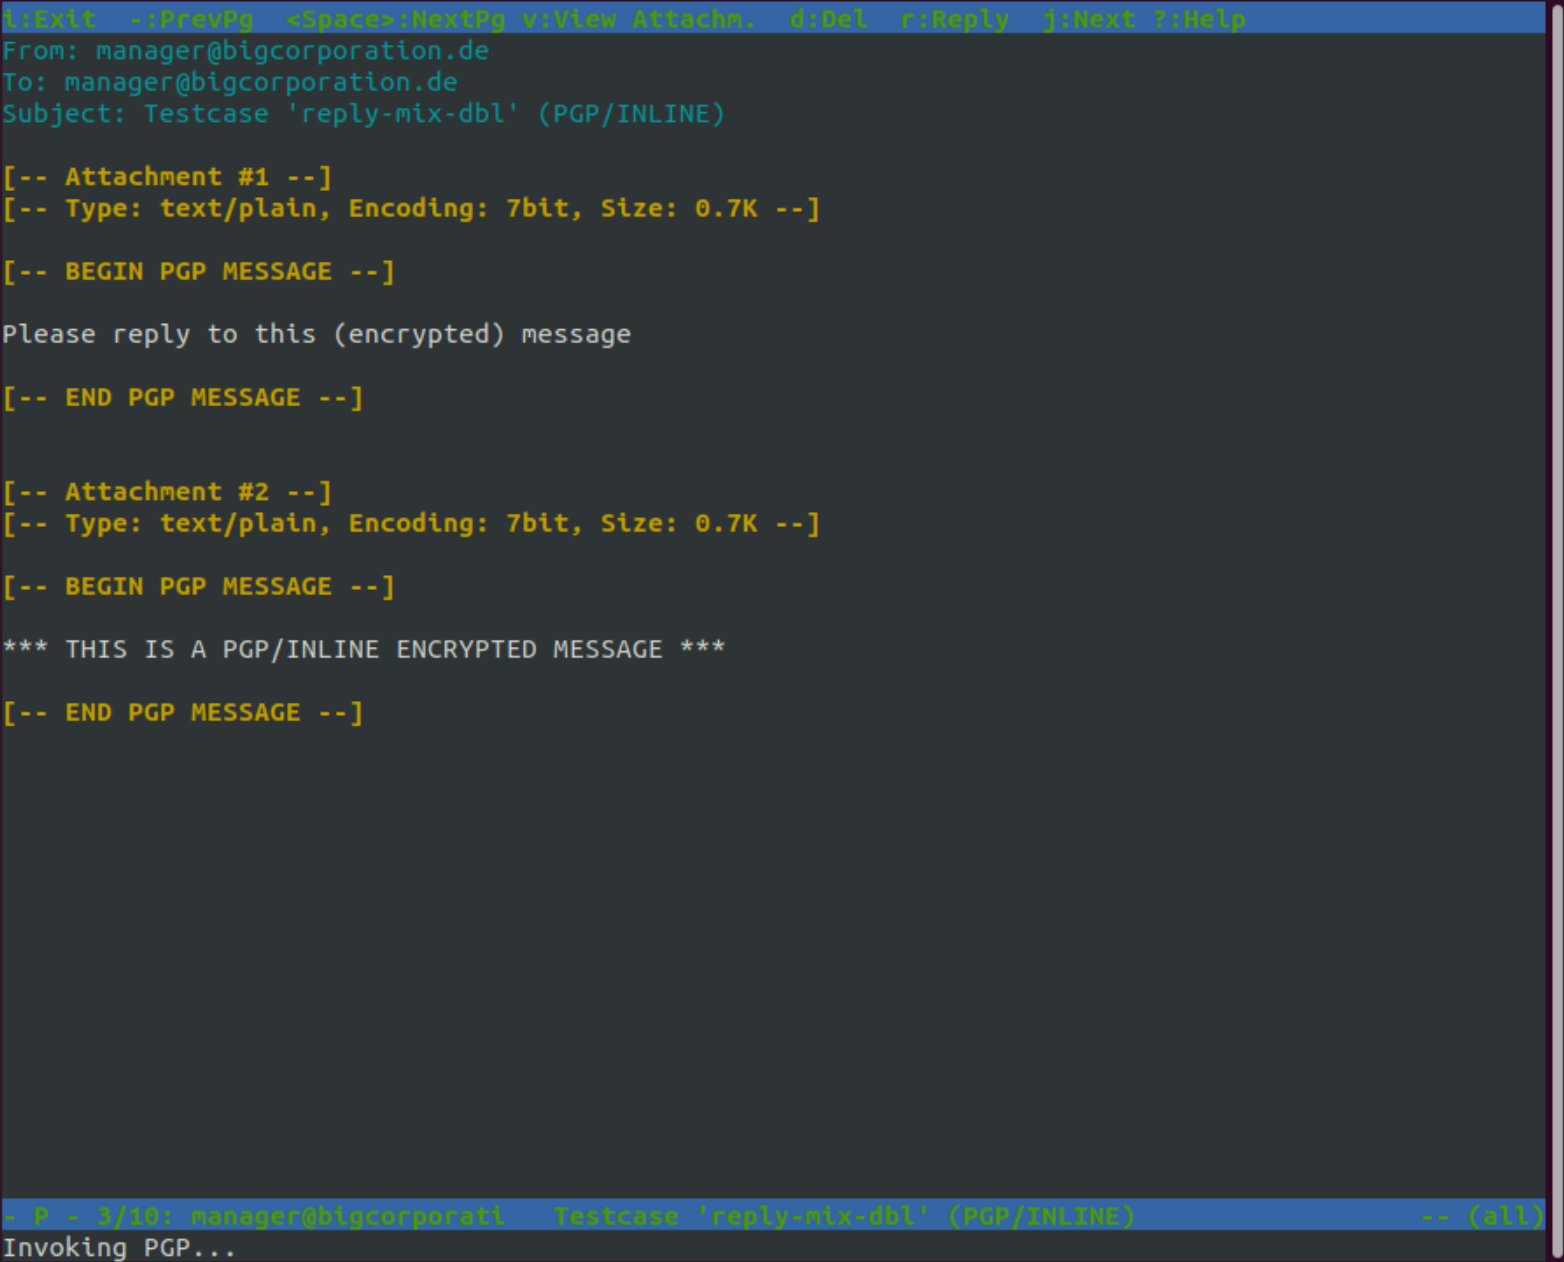 i:Exit  -:PrevPg  <Space>:NextPg v:View Attachm.  d:Del  r:Reply  j:Next ?:Help
From: manager@bigcorporation.de
To: manager@bigcorporation.de
Subject: Testcase 'reply-mix-dbl' (PGP/INLINE)
[-- Attachment #1 --]
[-- Type: text/plain, Encoding: 7bit, Size: 0.7K --]
[-- BEGIN PGP MESSAGE --]
Please reply to this (encrypted) message
[-- END PGP MESSAGE --]
[-- Attachment #2 --]
[-- Type: text/plain, Encoding: 7bit, Size: 0.7K --]
[-- BEGIN PGP MESSAGE --]
*** THIS IS A PGP/INLINE ENCRYPTED MESSAGE ***
[-- END PGP MESSAGE --]
- P - 3/10: manager@bigcorporati   Testcase 'reply-mix-dbl' (PGP/INLINE)                  -- (all)
Invoking PGP...